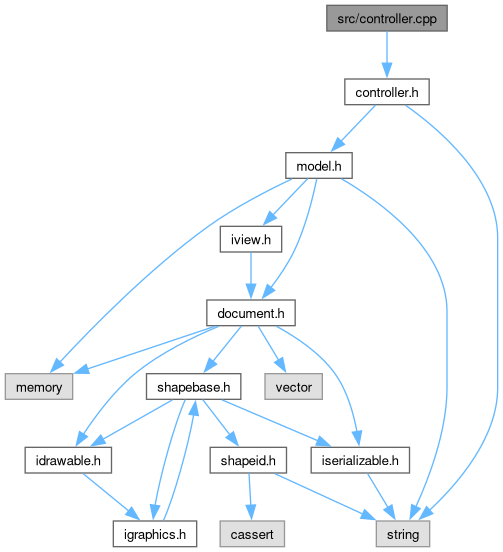 src/controller.cpp
controller.h
model.h
iview.h
document.h
memory
shapebase.h
vector
idrawable.h
shapeid.h
iserializable.h
igraphics.h
cassert
string